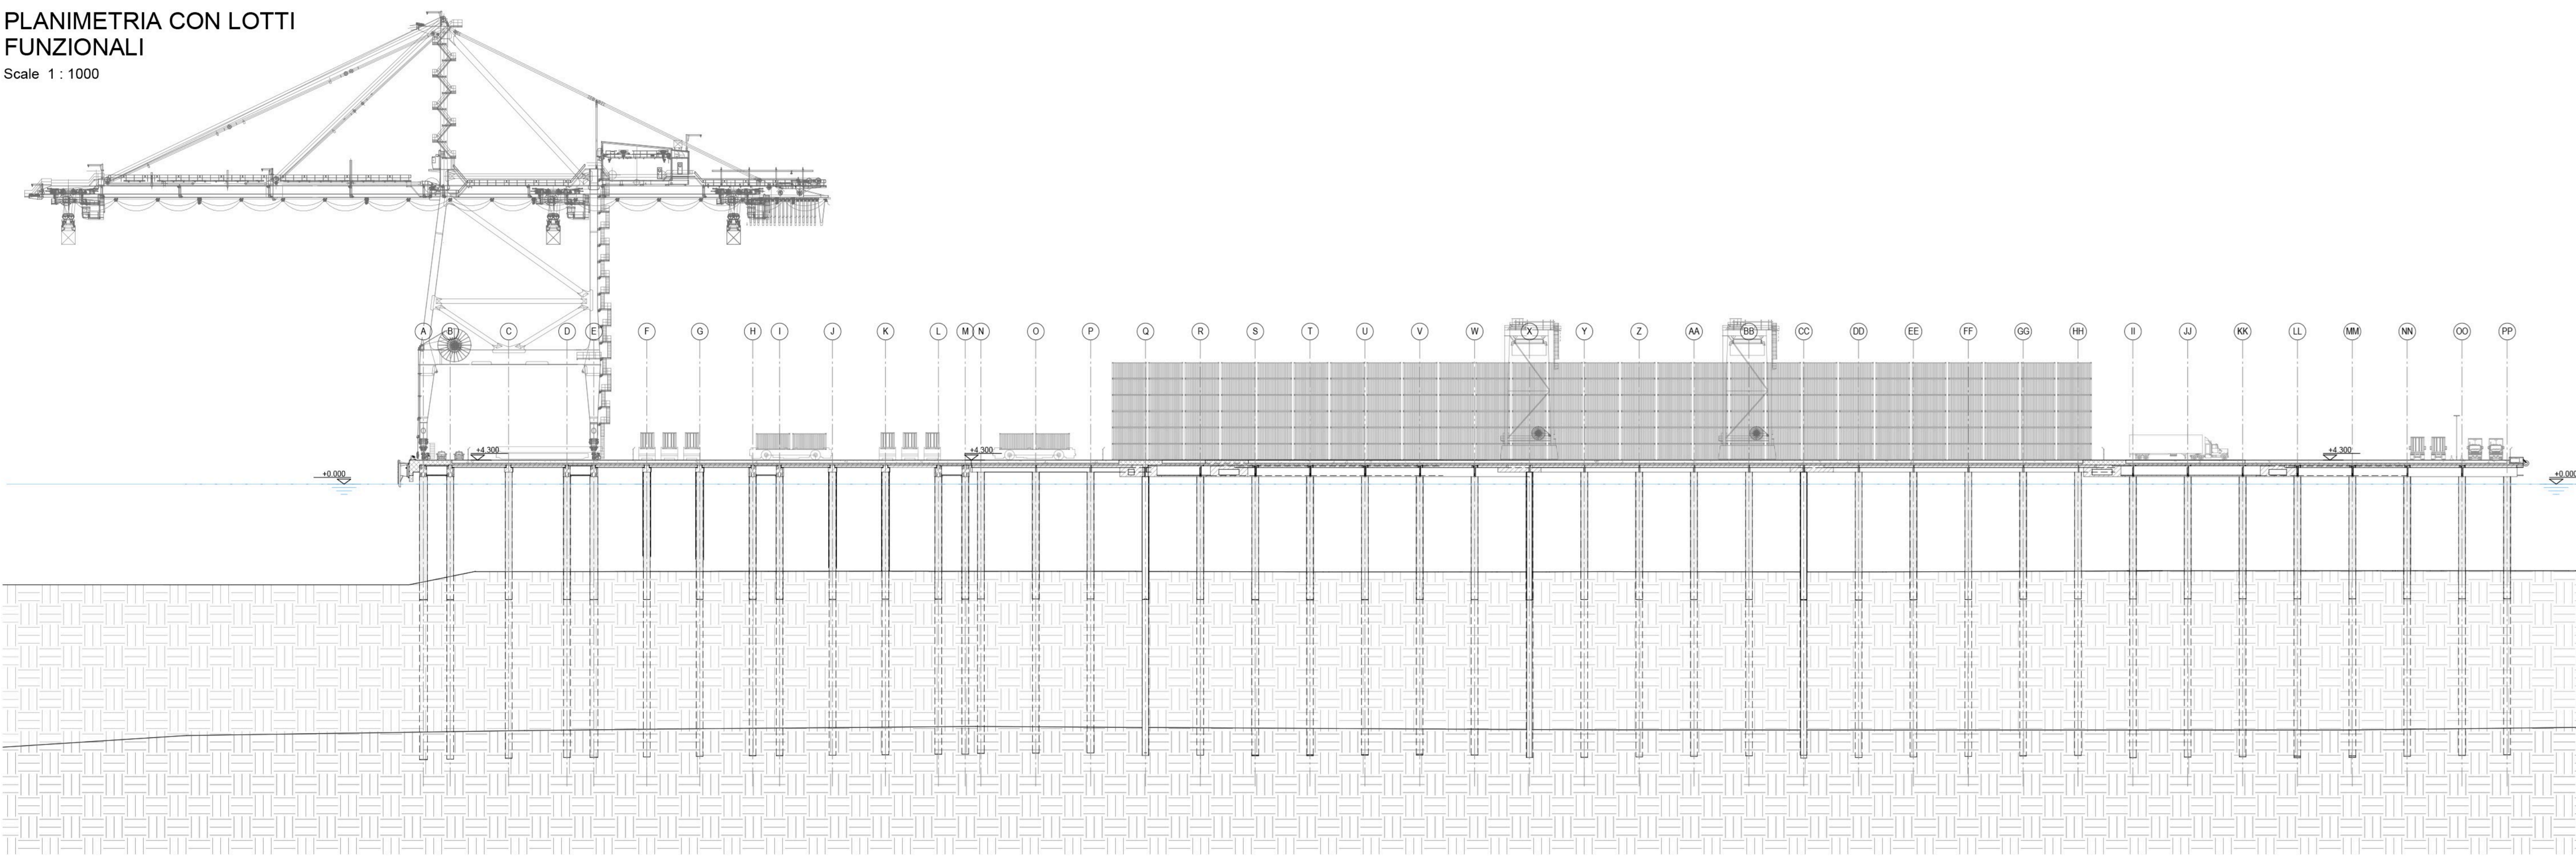 PLANIMETRIA CON LOTTI
FUNZIONALI
Scale 1 : 1000
A B C D E F G H I J K L M N O P Q R S T U V W X Y Z AA BB CC DD EE FF GG HH II JJ KK LL MM NN OO PP
+4.300 +4.300 +4.300
+0.000 +0.000